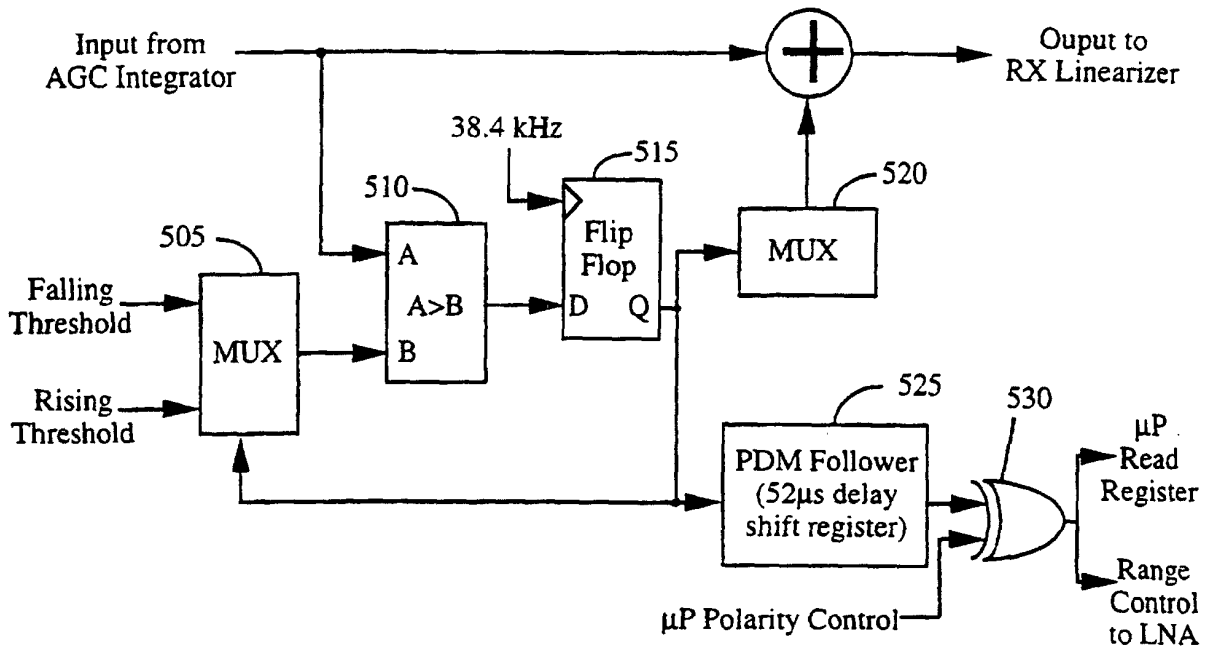 Input from
AGC Integrator
Ouput to
RX Linearizer
38.4 kHz
515
510
520
505
Flip
Flop
D
Q
MUX
A
A>B
B
Falling
Threshold
MUX
Rising
Threshold
525
530
PDM Follower
(52μs delay
shift register)
μP
Read
Register
μP Polarity Control
Range
Control
to LNA